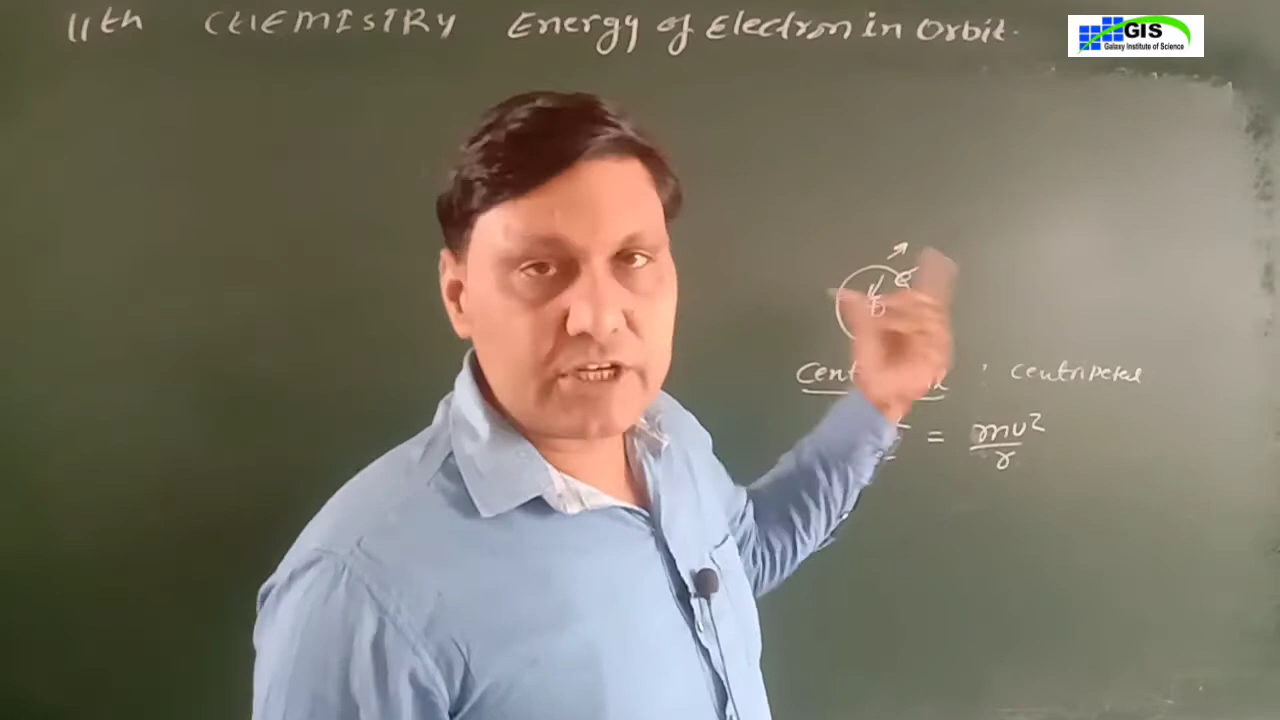 11th CHEMISTRY Energy of Electron in Orbit.
GIS
Galaxy Institute of Science
e
: centripetal
= mv²
r